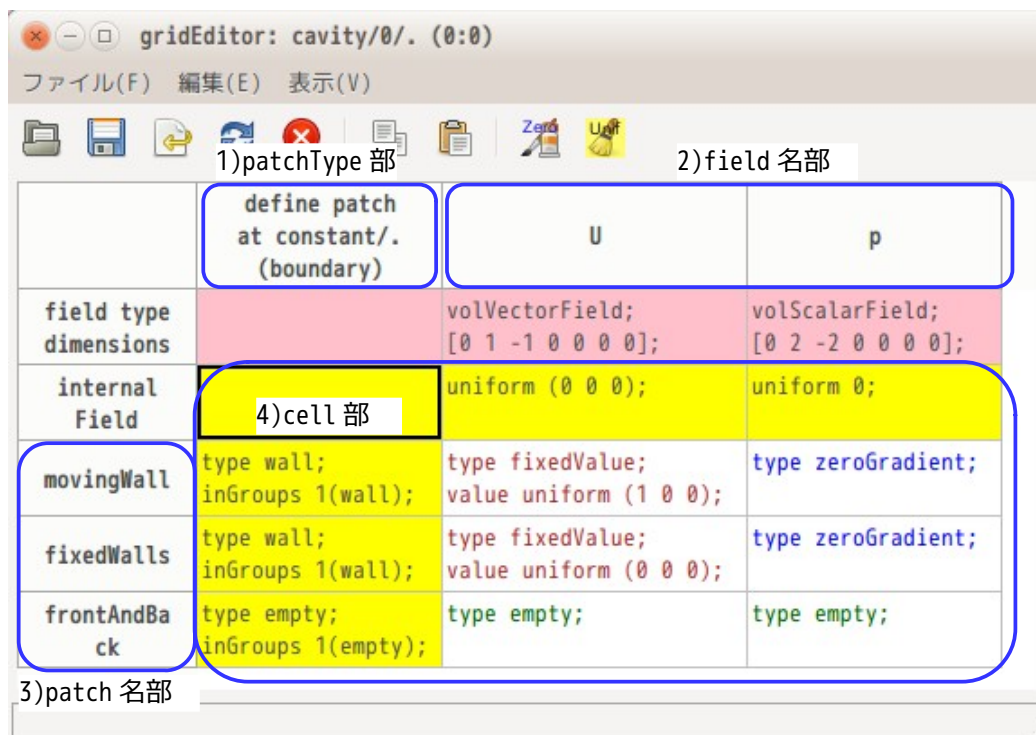 gridEditor: cavity/0/. (0:0)
ファイル(F) 編集(E) 表示(V)
Zero Unif
1)patchType 部 2)field 名部
define patch
at constant/.
(boundary)
U
p
field type
dimensions
volVectorField;
[0 1 -1 0 0 0 0];
volScalarField;
[0 2 -2 0 0 0 0];
internal
Field
4)cell 部
uniform (0 0 0);
uniform 0;
movingWall
type wall;
inGroups 1(wall);
type fixedValue;
value uniform (1 0 0);
type zeroGradient;
fixedWalls
type wall;
inGroups 1(wall);
type fixedValue;
value uniform (0 0 0);
type zeroGradient;
frontAndBa
ck
type empty;
inGroups 1(empty);
type empty;
type empty;
3)patch 名部